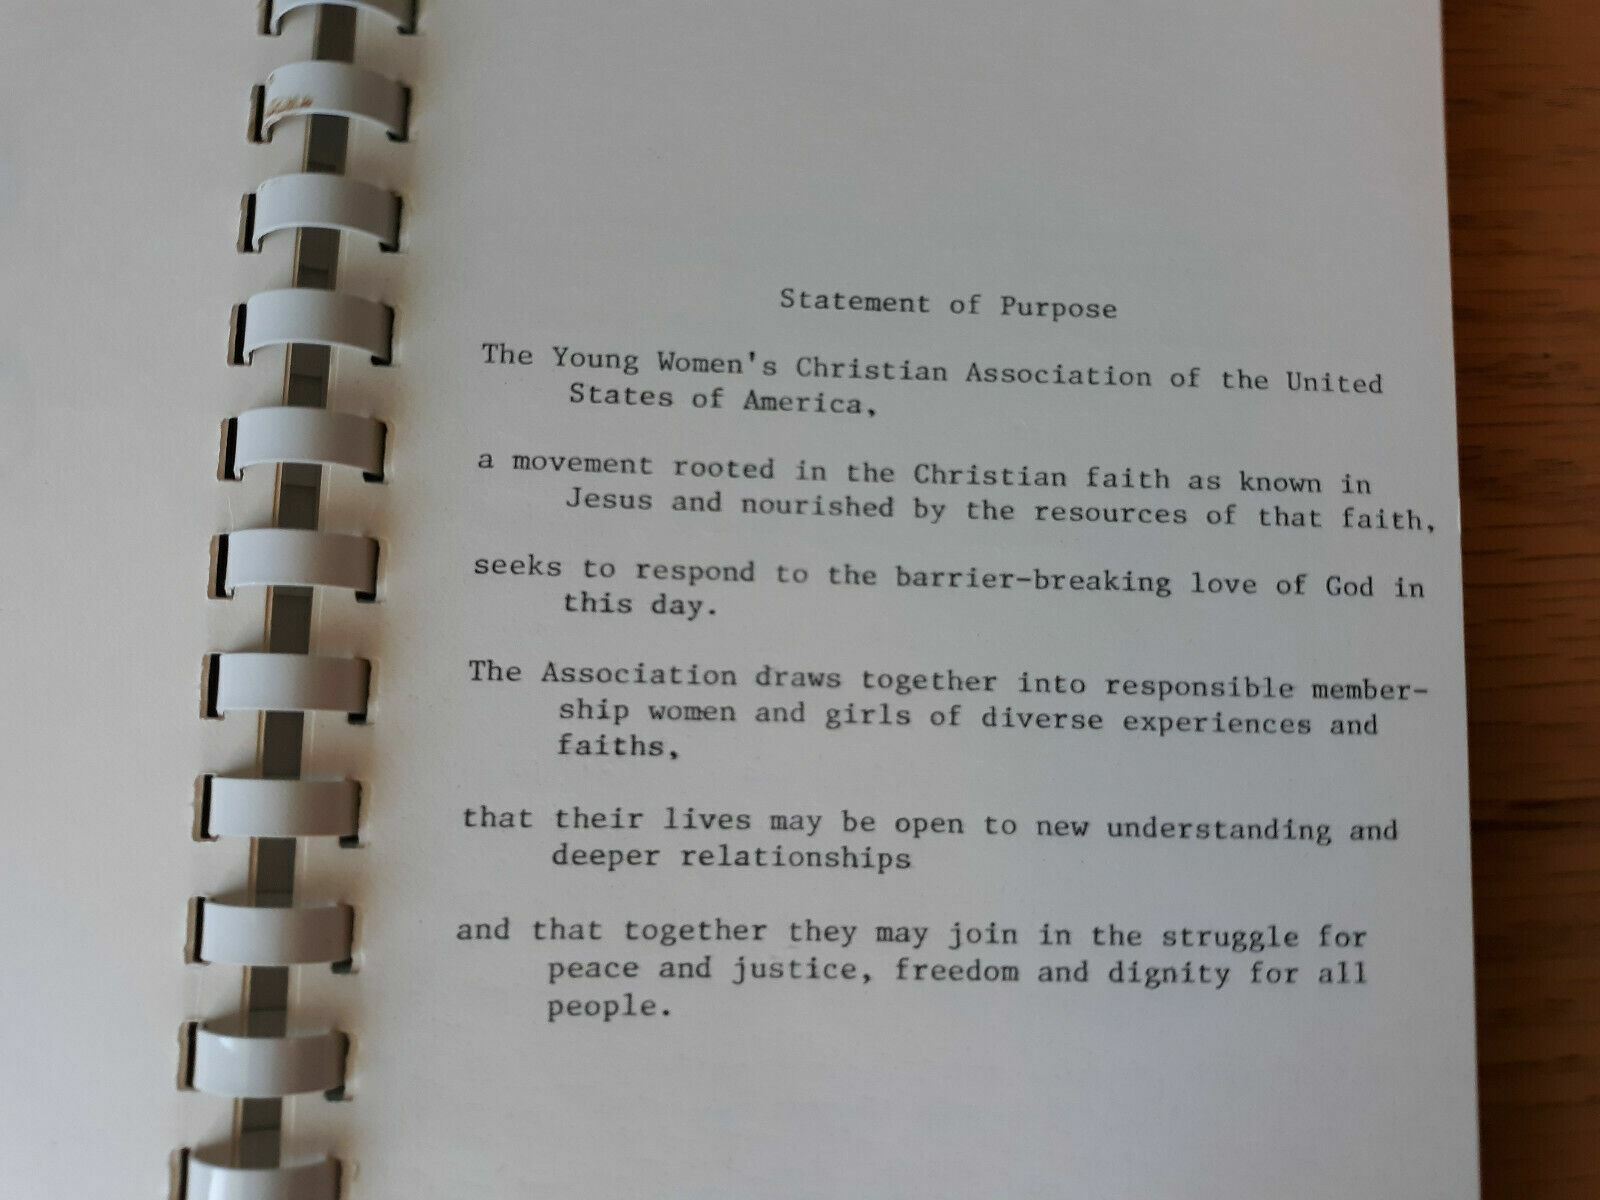 Statement of Purpose
The Young Women's Christian Association of the United
States of America,
a movement rooted in the Christian faith as known in
Jesus and nourished by the resources of that faith,
seeks to respond to the barrier-breaking love of God in
this day.
The Association draws together into responsible member-
ship women and girls of diverse experiences and
faiths,
that their lives may be open to new understanding and
deeper relationships
and that together they may join in the struggle for
peace and justice, freedom and dignity for all
people.